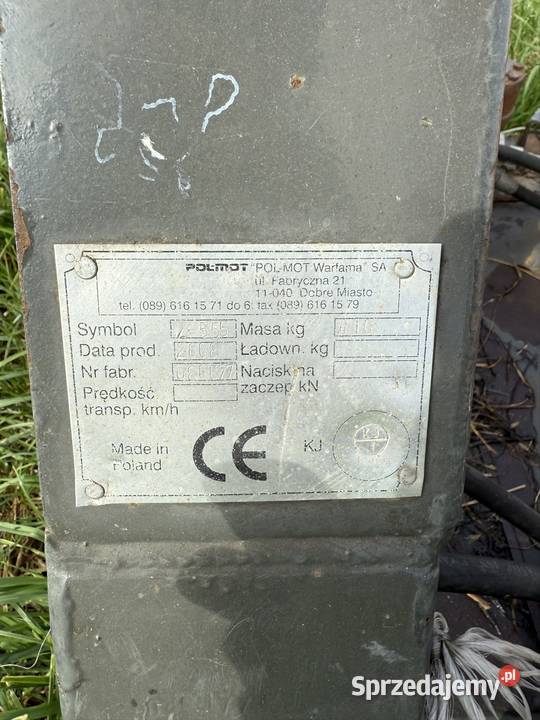 POLMOT "POL-MOT Warfama" SA
ul. Fabryczna 21
11-040 Dobre Miasto
tel. (089) 616 15 71 do 6; fax (089) 616 15 79
Symbol Masa kg
Data prod. Ładown. kg
Nr fabr. Nacisk na
Prędkość zaczep kN
transp. km/h
Made in CE KJ KJ
Poland
Sprzedajemy.pl